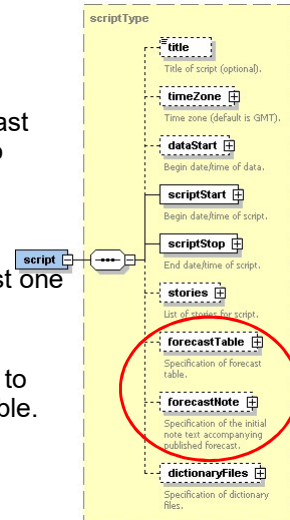 scriptType
title
Title of script (optional).
ast
timeZone
Time zone (default is GMT).
dataStart
Begin date/time of data.
scriptStart
Begin date/time of script.
script
scriptStop
End date/time of script.
st one
stories
List of stories for script.
forecastTable
Specification of forecast
table.
to
ble.
forecastNote
Specification of the initial
note text accompanying
published forecast.
dictionaryFiles
Specification of dictionary
files.